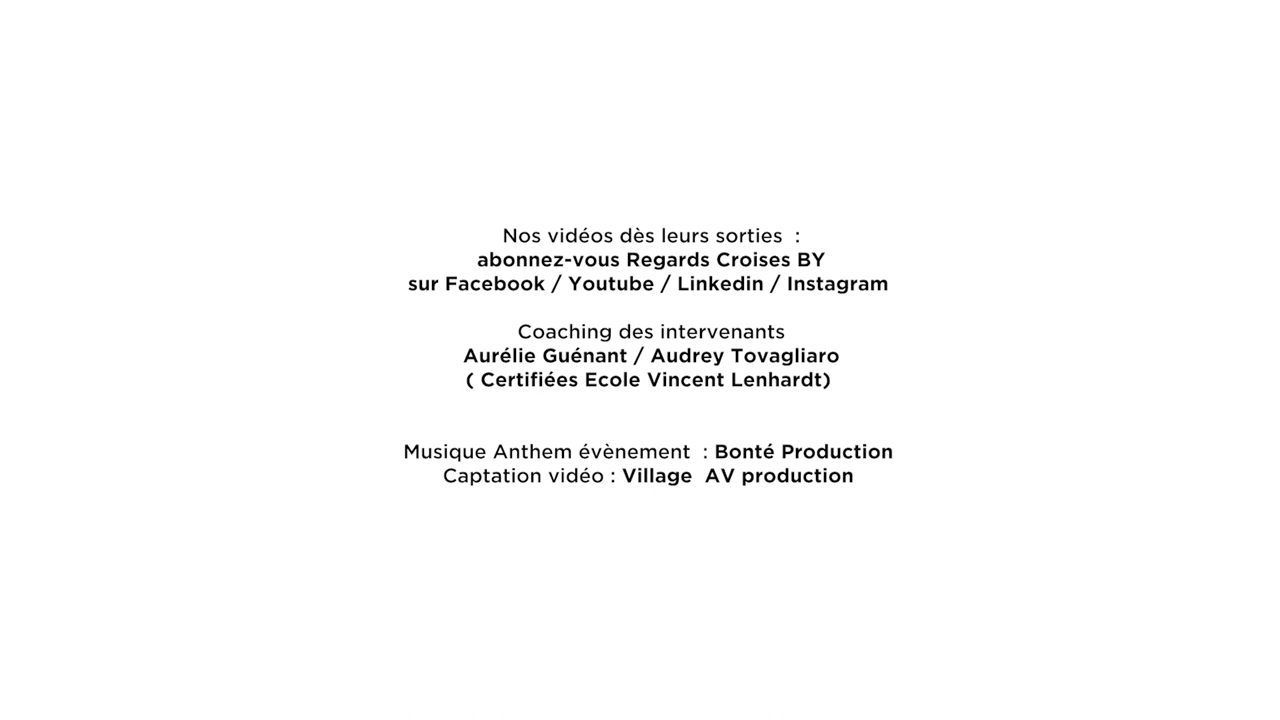 Nos vidéos dès leurs sorties  :
abonnez-vous Regards Croises BY
sur Facebook / Youtube / Linkedin / Instagram
Coaching des intervenants
Aurélie Guénant / Audrey Tovagliaro
( Certifiées Ecole Vincent Lenhardt)
Musique Anthem évènement  : Bonté Production
Captation vidéo : Village  AV production